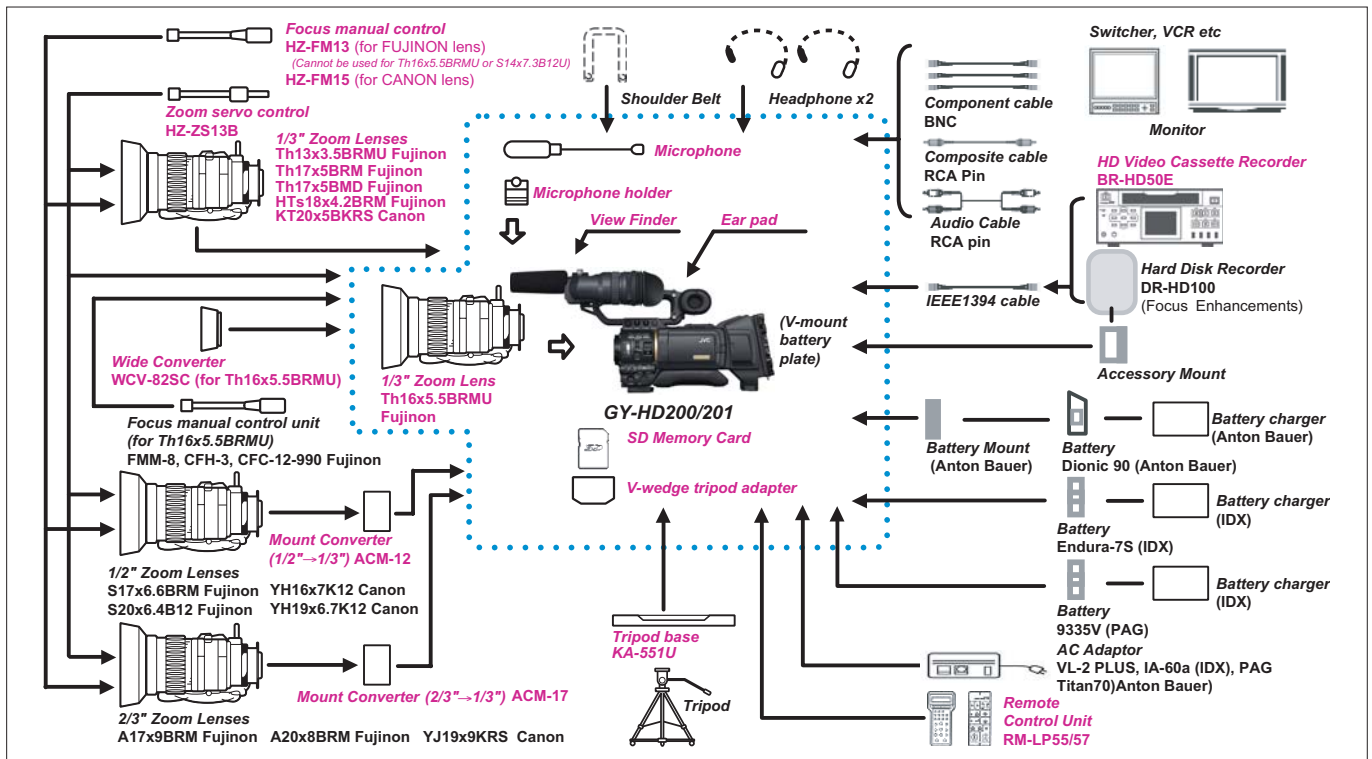 Focus manual control
HZ-FM13 (for FUJINON lens)
(Cannot be used for Th16x5.5BRMU or S14x7.3B12U)
HZ-FM15 (for CANON lens)
Zoom servo control
HZ-ZS13B
1/3" Zoom Lenses
Th13x3.5BRMU Fujinon
Th17x5BRM Fujinon
Th17x5BMD Fujinon
HTs18x4.2BRM Fujinon
KT20x5BKRS Canon
Wide Converter
WCV-82SC (for Th16x5.5BRMU)
Focus manual control unit
(for Th16x5.5BRMU)
FMM-8, CFH-3, CFC-12-990 Fujinon
Mount Converter
(1/2"→1/3") ACM-12
1/2" Zoom Lenses
S17x6.6BRM Fujinon YH16x7K12 Canon
S20x6.4B12 Fujinon YH19x6.7K12 Canon
Mount Converter (2/3"→1/3") ACM-17
2/3" Zoom Lenses
A17x9BRM Fujinon A20x8BRM Fujinon YJ19x9KRS Canon
Shoulder Belt
Headphone x2
Microphone
Microphone holder
View Finder
Ear pad
1/3" Zoom Lens
Th16x5.5BRMU
Fujinon
JVC
(V-mount
battery
plate)
GY-HD200/201
SD Memory Card
V-wedge tripod adapter
Tripod base
KA-551U
Tripod
Switcher, VCR etc
Component cable
BNC
Monitor
Composite cable
RCA Pin
HD Video Cassette Recorder
BR-HD50E
Audio Cable
RCA pin
IEEE1394 cable
Hard Disk Recorder
DR-HD100
(Focus Enhancements)
Accessory Mount
Battery Mount
(Anton Bauer)
Battery
Dionic 90 (Anton Bauer)
Battery charger
(Anton Bauer)
Battery
Endura-7S (IDX)
Battery charger
(IDX)
Battery
9335V (PAG)
Battery charger
(IDX)
AC Adaptor
VL-2 PLUS, IA-60a (IDX), PAG
Titan70)Anton Bauer)
Remote
Control Unit
RM-LP55/57